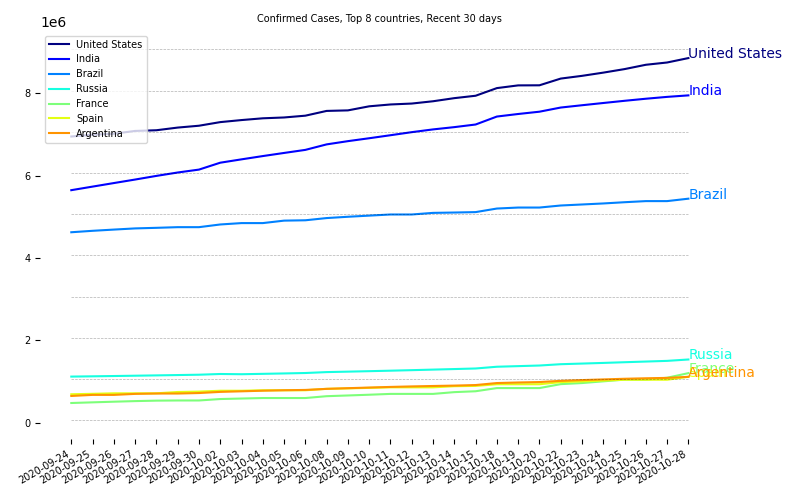 Confirmed Cases, Top 8 countries, Recent 30 days
1e6
United States
India
Brazil
Russia
France
Spain
Argentina
8
6
4
2
0
United States
India
Brazil
Russia
France
Argentina
2020-09-24
2020-09-25
2020-09-26
2020-09-27
2020-09-28
2020-09-29
2020-09-30
2020-10-02
2020-10-03
2020-10-04
2020-10-05
2020-10-06
2020-10-08
2020-10-09
2020-10-10
2020-10-11
2020-10-12
2020-10-13
2020-10-14
2020-10-15
2020-10-18
2020-10-19
2020-10-20
2020-10-22
2020-10-23
2020-10-24
2020-10-25
2020-10-26
2020-10-27
2020-10-28